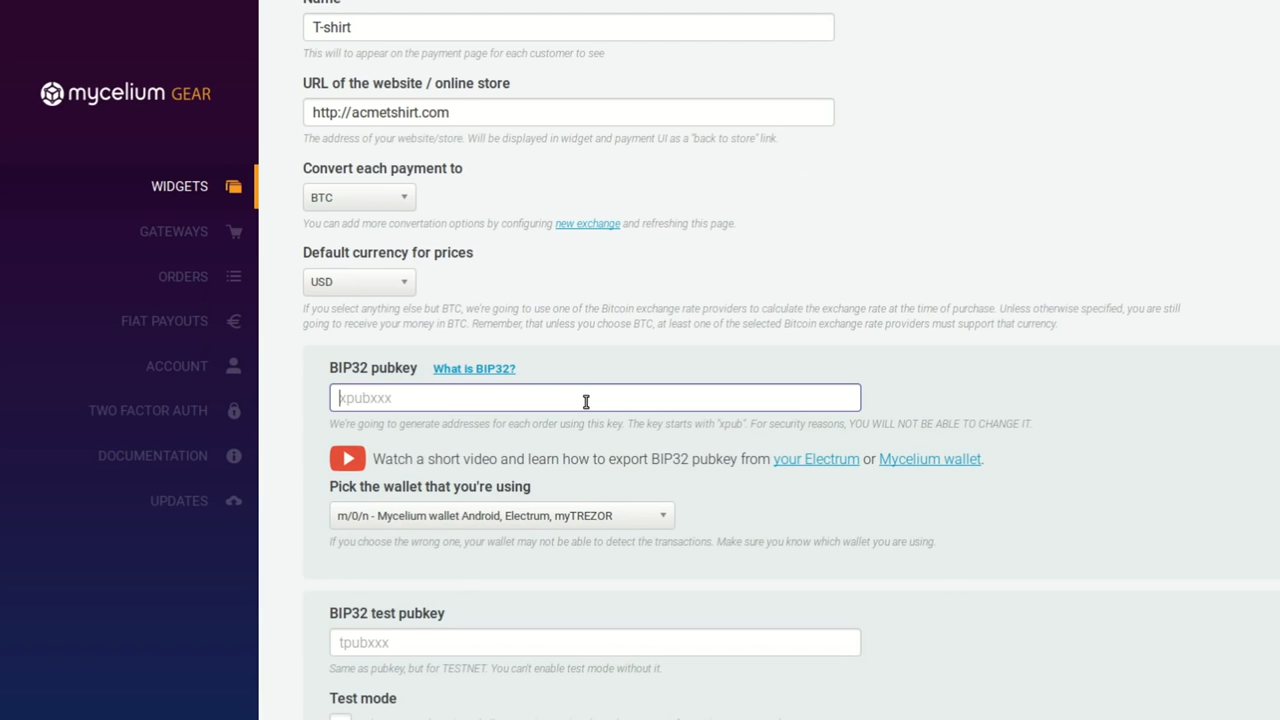 Name
T-shirt
This will to appear on the payment page for each customer to see
URL of the website / online store
http://acmetshirt.com
The address of your website/store. Will be displayed in widget and payment UI as a "back to store" link.
Convert each payment to
BTC
You can add more convertation options by configuring new exchange and refreshing this page.
Default currency for prices
USD
If you select anything else but BTC, we're going to use one of the Bitcoin exchange rate providers to calculate the exchange rate at the time of purchase. Unless otherwise specified, you are still
going to receive your money in BTC. Remember, that unless you choose BTC, at least one of the selected Bitcoin exchange rate providers must support that currency.
BIP32 pubkey What is BIP32?
xpubxxx
We're going to generate addresses for each order using this key. The key starts with "xpub". For security reasons, YOU WILL NOT BE ABLE TO CHANGE IT.
Watch a short video and learn how to export BIP32 pubkey from your Electrum or Mycelium wallet.
Pick the wallet that you're using
m/0/n - Mycelium wallet Android, Electrum, myTREZOR
If you choose the wrong one, your wallet may not be able to detect the transactions. Make sure you know which wallet you are using.
BIP32 test pubkey
tpubxxx
Same as pubkey, but for TESTNET. You can't enable test mode without it.
Test mode
mycelium GEAR
WIDGETS
GATEWAYS
ORDERS
FIAT PAYOUTS
ACCOUNT
TWO FACTOR AUTH
DOCUMENTATION
UPDATES